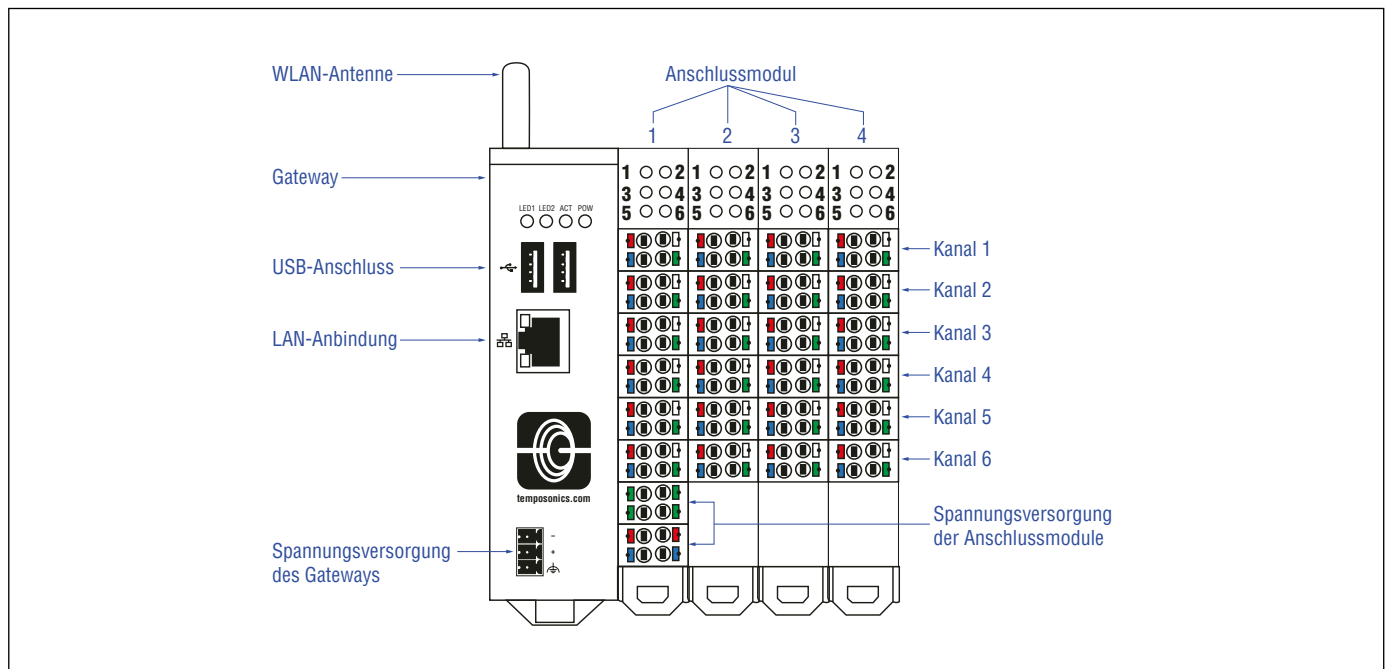 WLAN-Antenne
Anschlussmodul
1 2 3 4
Gateway
1 2 1 2 1 2 1 2
3 4 3 4 3 4 3 4
5 6 5 6 5 6 5 6
LED1 LED2 ACT POW
Kanal 1
USB-Anschluss
Kanal 2
LAN-Anbindung
Kanal 3
Kanal 4
Kanal 5
Kanal 6
temposonics.com
Spannungsversorgung
der Anschlussmodule
Spannungsversorgung
des Gateways
-
+